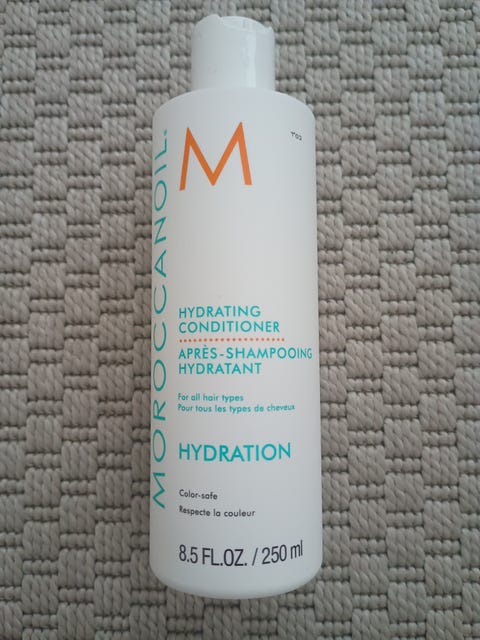 M
MOROCCANOIL®
HYDRATING
CONDITIONER
APRÈS-SHAMPOOING
HYDRATANT
For all hair types
Pour tous les types de cheveux
HYDRATION
Color-safe
Respecte la couleur
8.5 FL.OZ. / 250 ml